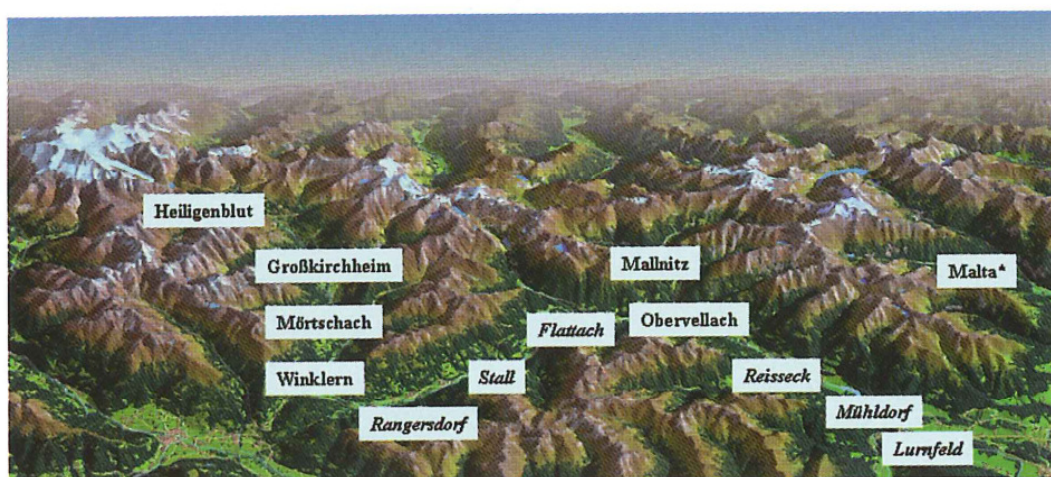 Heiligenblut
Großkirchheim
Mallnitz
Malta*
Mörtschach
Flattach
Obervellach
Winklern
Stall
Reisseck
Rangersdorf
Mühldorf
Lurnfeld